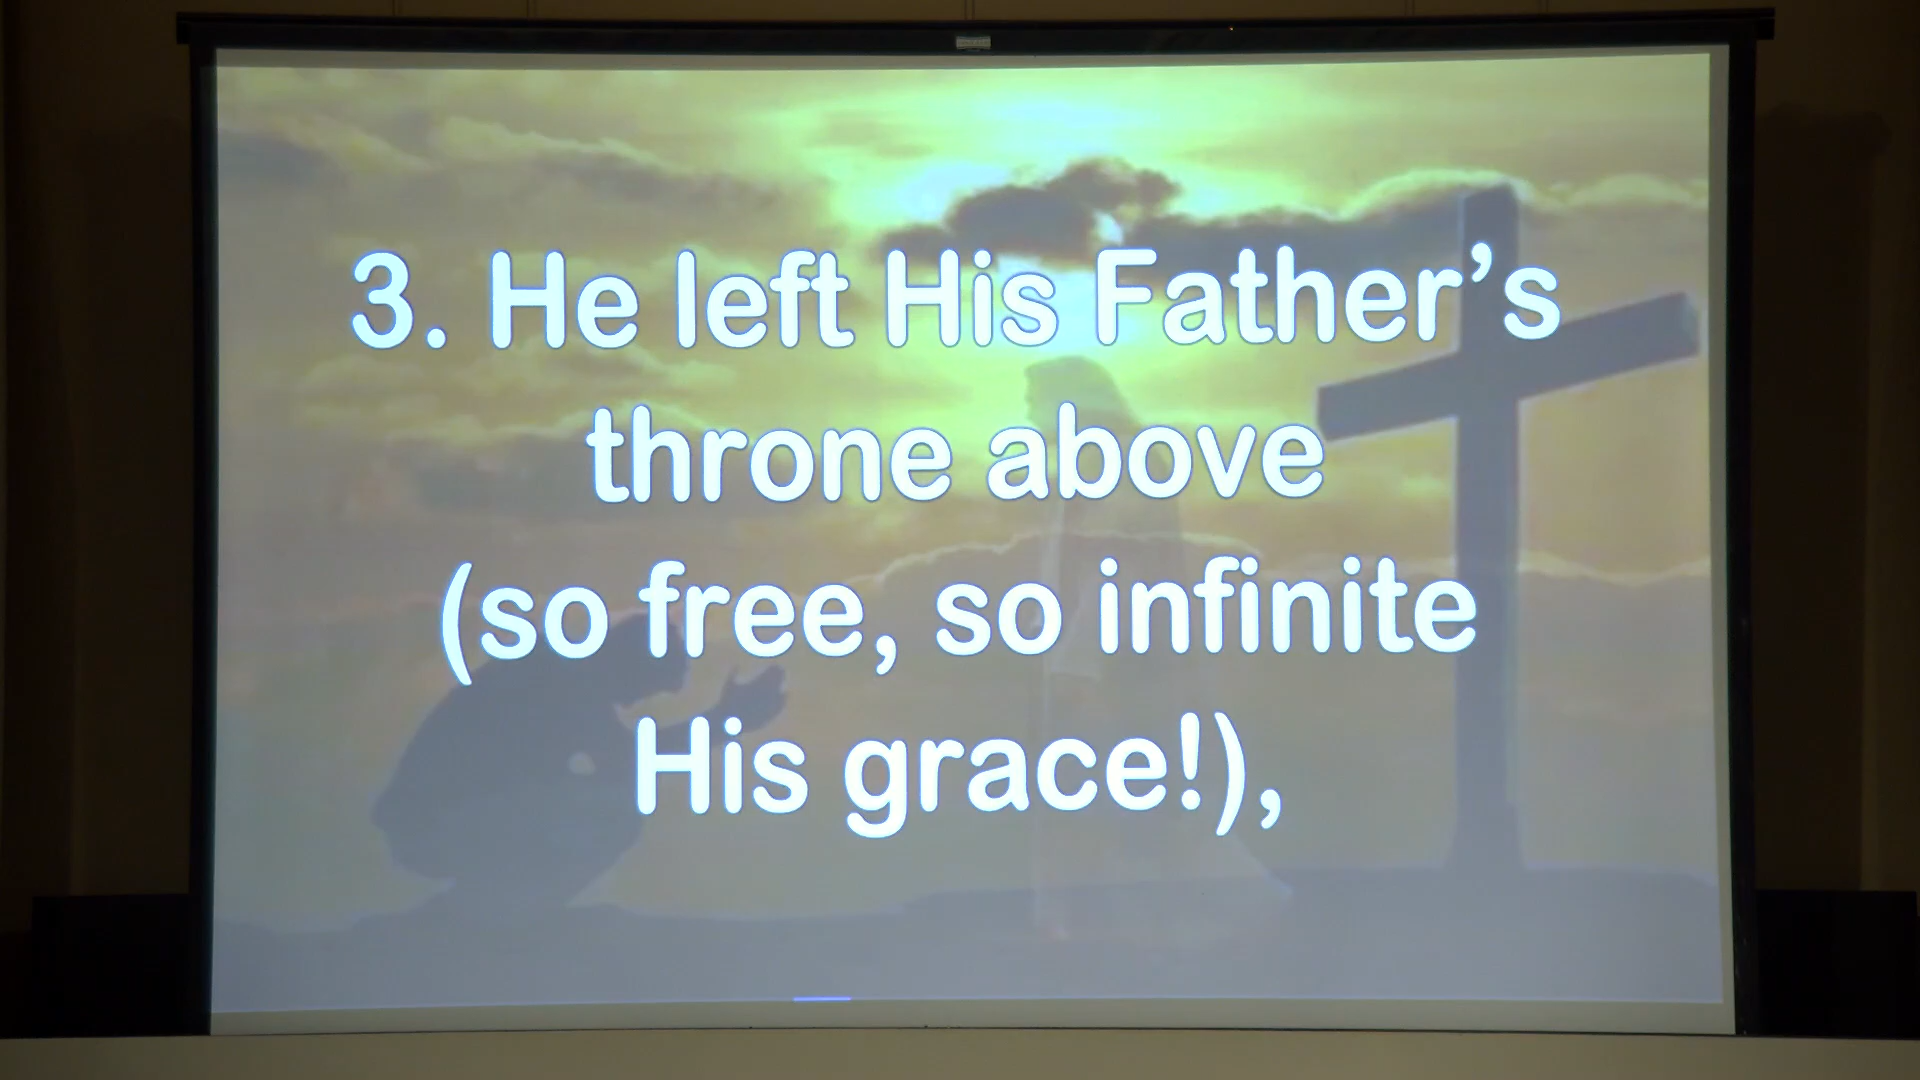 3. He left His Father’s
throne above
(so free, so infinite
His grace!),